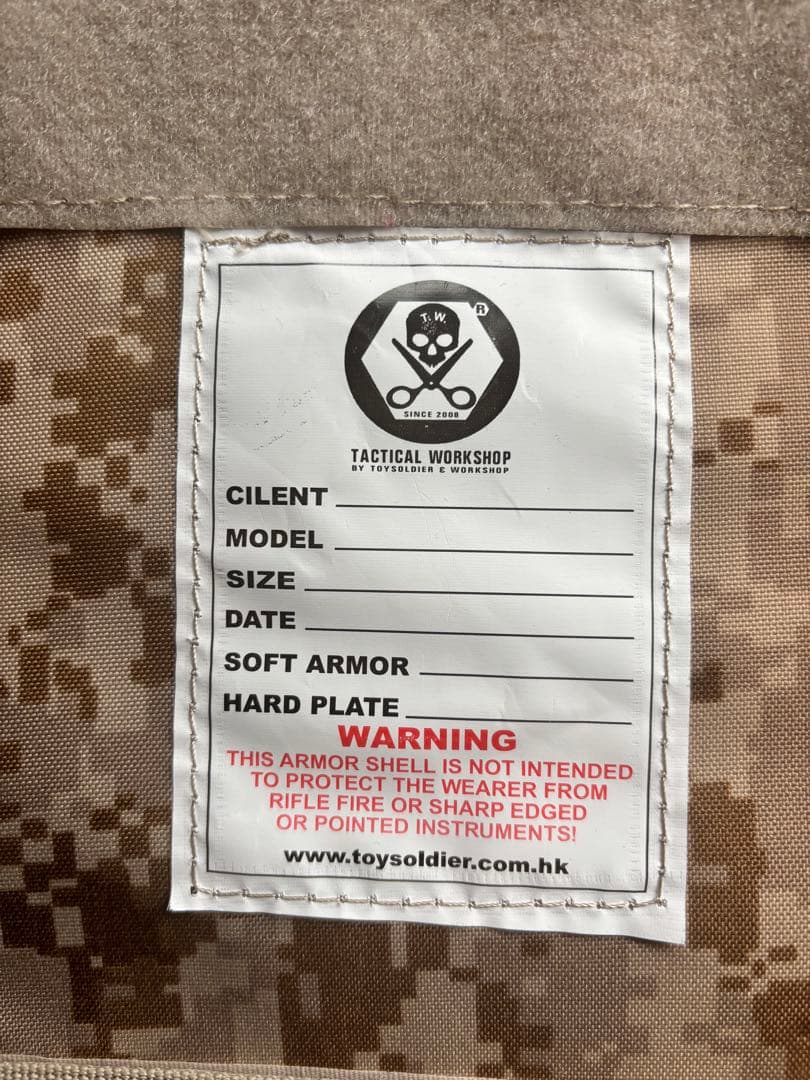 T.W.
R
SINCE 2008
TACTICAL WORKSHOP
BY TOYSOLDIER & WORKSHOP
CILENT
MODEL
SIZE
DATE
SOFT ARMOR
HARD PLATE
WARNING
THIS ARMOR SHELL IS NOT INTENDED
TO PROTECT THE WEARER FROM
RIFLE FIRE OR SHARP EDGED
OR POINTED INSTRUMENTS!
www.toysoldier.com.hk